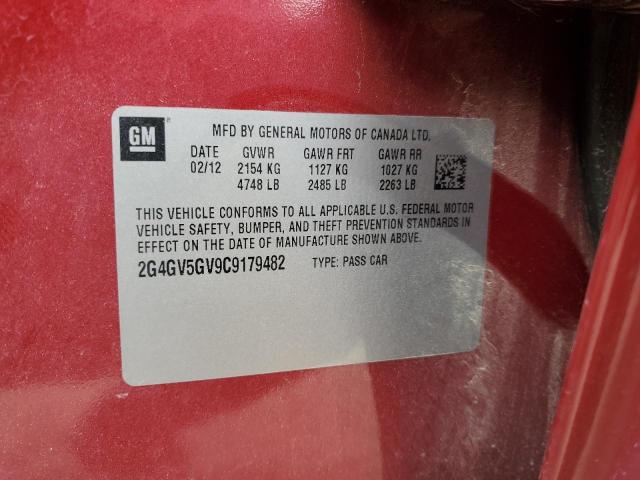 GM
MFD BY GENERAL MOTORS OF CANADA LTD.
DATE GVWR GAWR FRT GAWR RR
02/12 2154 KG 1127 KG 1027 KG
4748 LB 2485 LB 2263 LB
THIS VEHICLE CONFORMS TO ALL APPLICABLE U.S. FEDERAL MOTOR
VEHICLE SAFETY, BUMPER, AND THEFT PREVENTION STANDARDS IN
EFFECT ON THE DATE OF MANUFACTURE SHOWN ABOVE.
2G4GV5GV9C9179482 TYPE: PASS CAR